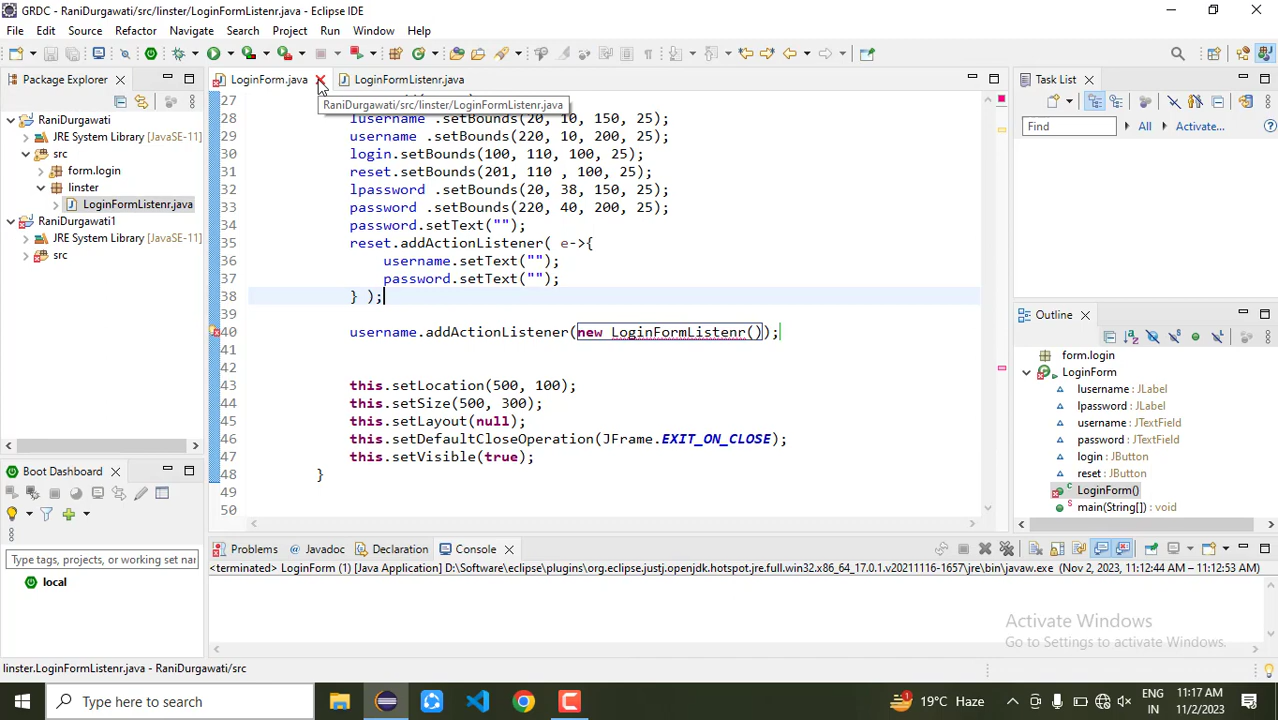 GRDC - RaniDurgawati/src/linster/LoginFormListenr.java - Eclipse IDE
File Edit Source Refactor Navigate Search Project Run Window Help
Package Explorer
LoginForm.java
LoginFormListenr.java
Task List
RaniDurgawati/src/linster/LoginFormListenr.java
RaniDurgawati
JRE System Library [JavaSE-11]
src
form.login
linster
LoginFormListenr.java
RaniDurgawati1
JRE System Library [JavaSE-11]
src
27
28 lusername .setBounds(20, 10, 150, 25);
29 username .setBounds(220, 10, 200, 25);
30 login.setBounds(100, 110, 100, 25);
31 reset.setBounds(201, 110 , 100, 25);
32 lpassword .setBounds(20, 38, 150, 25);
33 password .setBounds(220, 40, 200, 25);
34 password.setText("");
35 reset.addActionListener( e->{
36 username.setText("");
37 password.setText("");
38 } );
39
40 username.addActionListener(new LoginFormListenr());
41
42
43 this.setLocation(500, 100);
44 this.setSize(500, 300);
45 this.setLayout(null);
46 this.setDefaultCloseOperation(JFrame.EXIT_ON_CLOSE);
47 this.setVisible(true);
48 }
49
50
Find All Activate...
Outline
form.login
LoginForm
lusername : JLabel
lpassword : JLabel
username : JTextField
password : JTextField
login : JButton
reset : JButton
LoginForm()
main(String[]) : void
Boot Dashboard
Type tags, projects, or working set nar
local
Problems Javadoc Declaration Console
<terminated> LoginForm (1) [Java Application] D:\Software\eclipse\plugins\org.eclipse.justj.openjdk.hotspot.jre.full.win32.x86_64_17.0.1.v20211116-1657\jre\bin\javaw.exe (Nov 2, 2023, 11:12:44 AM – 11:12:53 AM)
Activate Windows
Go to Settings to activate Windows.
linster.LoginFormListenr.java - RaniDurgawati/src
Type here to search
19°C Haze
ENG
IN
11:17 AM
11/2/2023